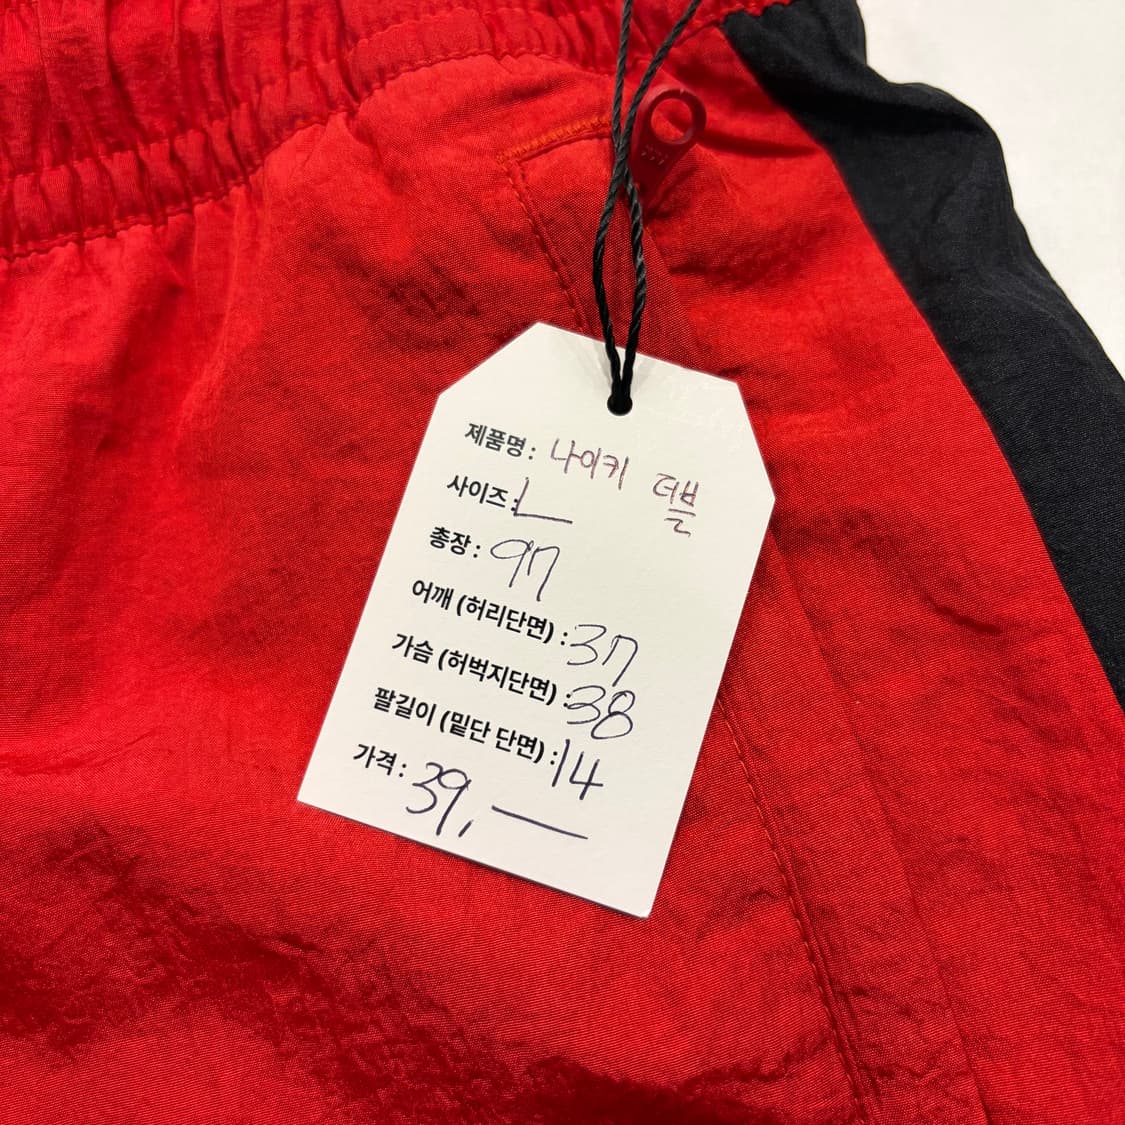 제품명 : 나이키 더블
사이즈 : L
총장 : 97
어깨 (허리단면) : 37
가슴 (허벅지단면) : 38
팔길이 (밑단 단면) : 14
가격 : 39,—